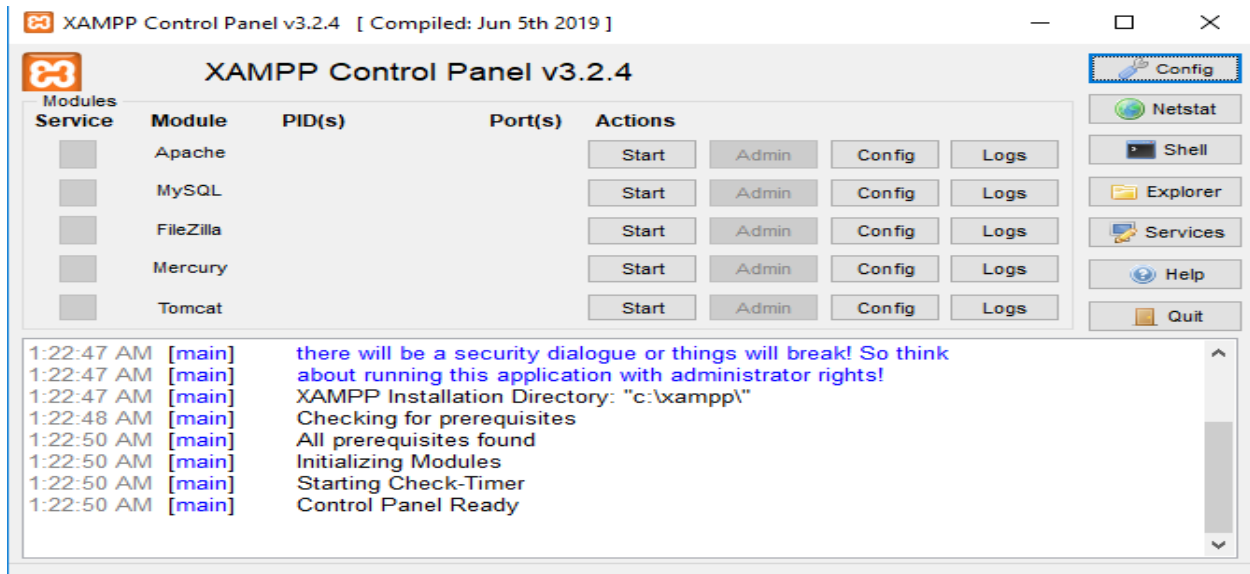 XAMPP Control Panel v3.2.4 [ Compiled: Jun 5th 2019 ]
XAMPP Control Panel v3.2.4
Config
Netstat
Shell
Explorer
Services
Help
Quit
Modules
Service Module PID(s) Port(s) Actions
Apache Start Admin Config Logs
MySQL Start Admin Config Logs
FileZilla Start Admin Config Logs
Mercury Start Admin Config Logs
Tomcat Start Admin Config Logs
1:22:47 AM [main] there will be a security dialogue or things will break! So think
1:22:47 AM [main] about running this application with administrator rights!
1:22:47 AM [main] XAMPP Installation Directory: "c:\xampp\"
1:22:48 AM [main] Checking for prerequisites
1:22:50 AM [main] All prerequisites found
1:22:50 AM [main] Initializing Modules
1:22:50 AM [main] Starting Check-Timer
1:22:50 AM [main] Control Panel Ready